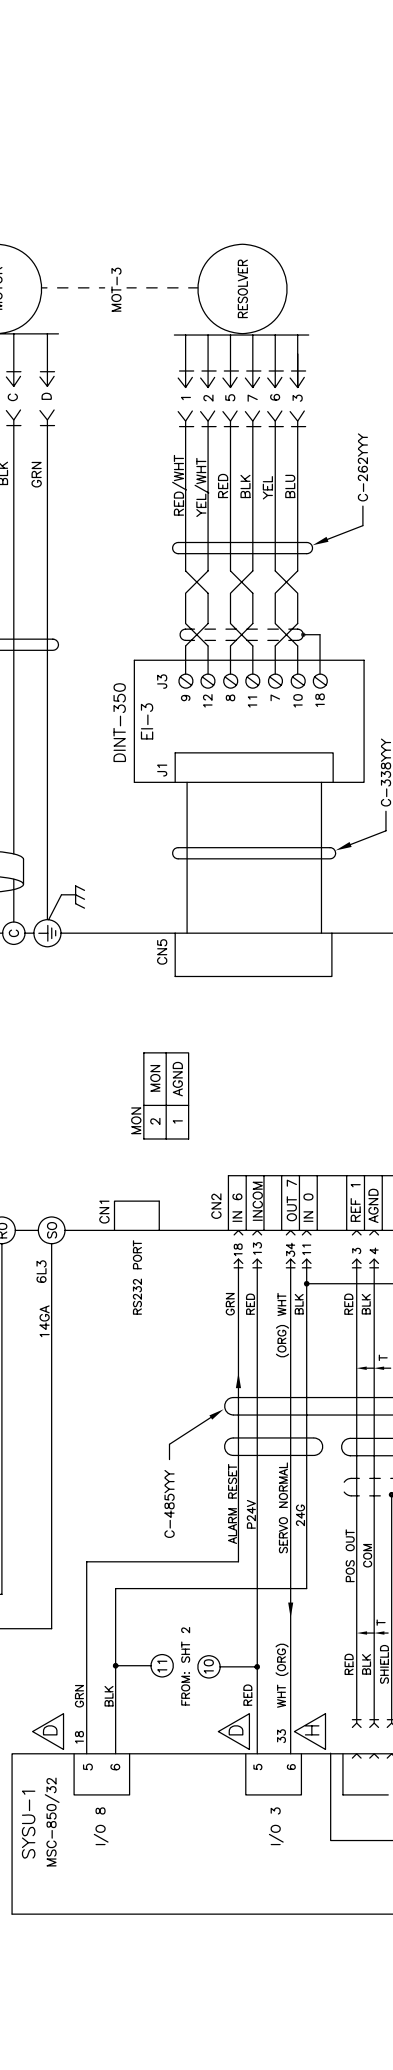 MOT-3
RESOLVER
C
D
1
2
5
7
6
3
BLK
GRN
RED/WHT
YEL/WHT
RED
BLK
YEL
BLU
C-262YYY
DINT-350
EI-3
J3
9
12
8
11
7
10
18
J1
C-338YYY
C
CN5
MON
2 MON
1 AGND
SO
6L3
14GA
CN1
RS232 PORT
CN2
IN 6
INCOM
OUT 7
IN 0
REF 1
AGND
18
13
34
11
3
4
GRN
RED
(ORG) WHT
BLK
RED
BLK
T
C-485YYY
ALARM RESET
P24V
SERVO NORMAL
24G
POS OUT
COM
11
FROM: SHT 2
10
T
RED
BLK
SHIELD
18 GRN
BLK
RED
33 WHT (ORG)
D
D
H
SYSU-1
MSC-850/32
5
6
I/O 8
5
6
I/O 3